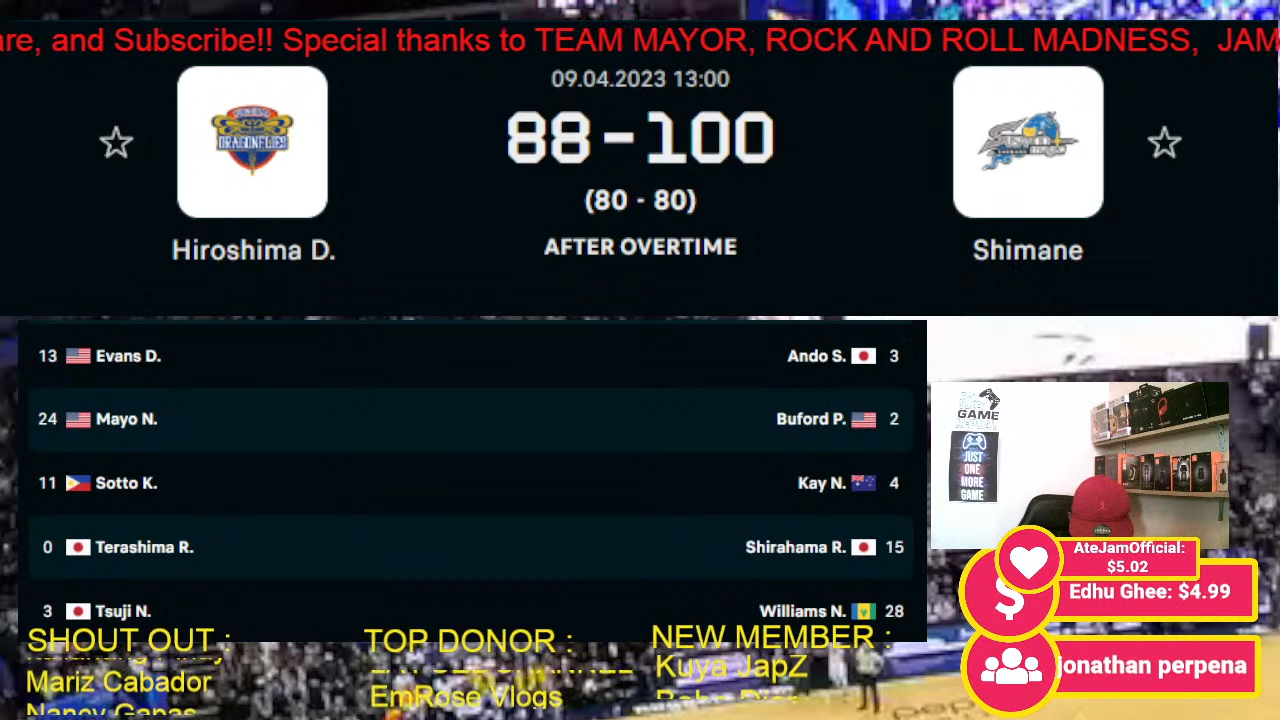 are, and Subscribe!! Special thanks to TEAM MAYOR, ROCK AND ROLL MADNESS, JAM
09.04.2023 13:00
DRAGONFLIES
88-100
(80 - 80)
AFTER OVERTIME
Hiroshima D.
Shimane
13 Evans D.
Ando S. 3
24 Mayo N.
Buford P. 2
11 Sotto K.
Kay N. 4
0 Terashima R.
Shirahama R. 15
3 Tsuji N.
Williams N. 28
GAME
JUST
ONE
MORE
GAME
AteJamOfficial:
$5.02
$
Edhu Ghee: $4.99
jonathan perpena
SHOUT OUT :
Mariz Cabador
Nancy Gapas
TOP DONOR :
EmRose Vlogs
NEW MEMBER :
Kuya JapZ